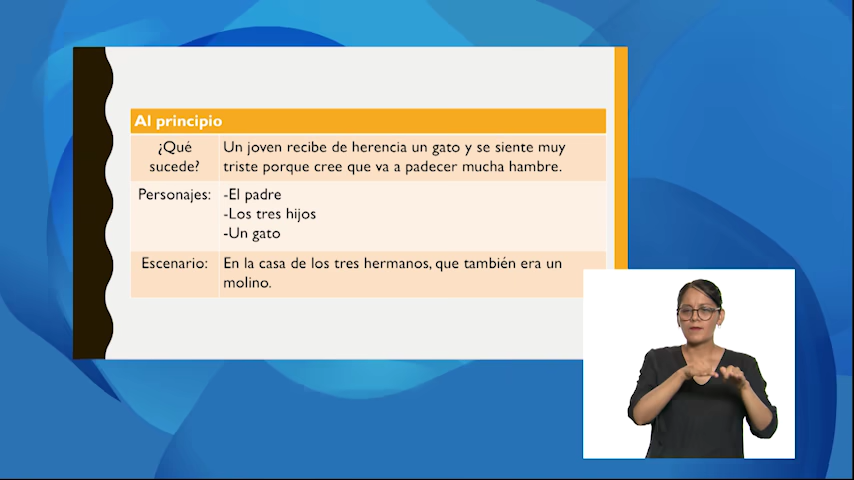 Al principio
¿Qué sucede?
Un joven recibe de herencia un gato y se siente muy
triste porque cree que va a padecer mucha hambre.
Personajes:
-El padre
-Los tres hijos
-Un gato
Escenario:
En la casa de los tres hermanos, que también era un
molino.